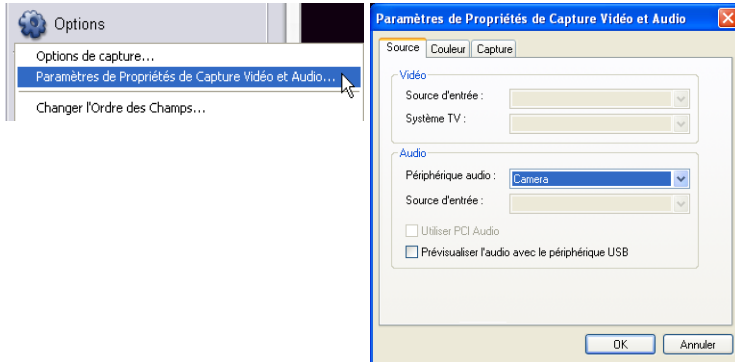 Options
Options de capture...
Paramètres de Propriétés de Capture Vidéo et Audio...
Changer l'Ordre des Champs...
Paramètres de Propriétés de Capture Vidéo et Audio
Source Couleur Capture
Vidéo
Source d'entrée :
Système TV :
Audio
Périphérique audio : Camera
Source d'entrée :
Utiliser PCI Audio
Prévisualiser l'audio avec le périphérique USB
OK Annuler